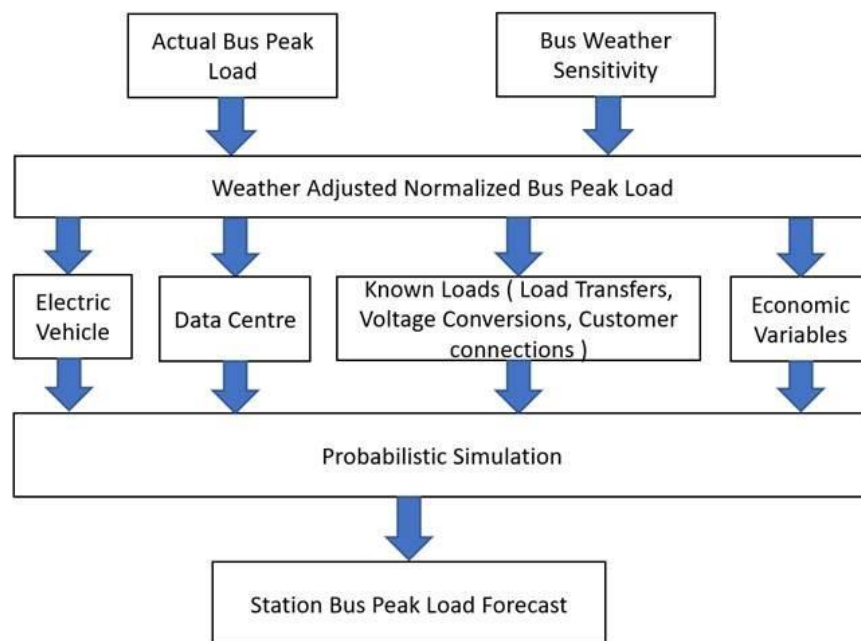 Actual Bus Peak
Load
Bus Weather
Sensitivity
Weather Adjusted Normalized Bus Peak Load
Electric
Vehicle
Data Centre
Known Loads ( Load Transfers,
Voltage Conversions, Customer
connections )
Economic
Variables
Probabilistic Simulation
Station Bus Peak Load Forecast